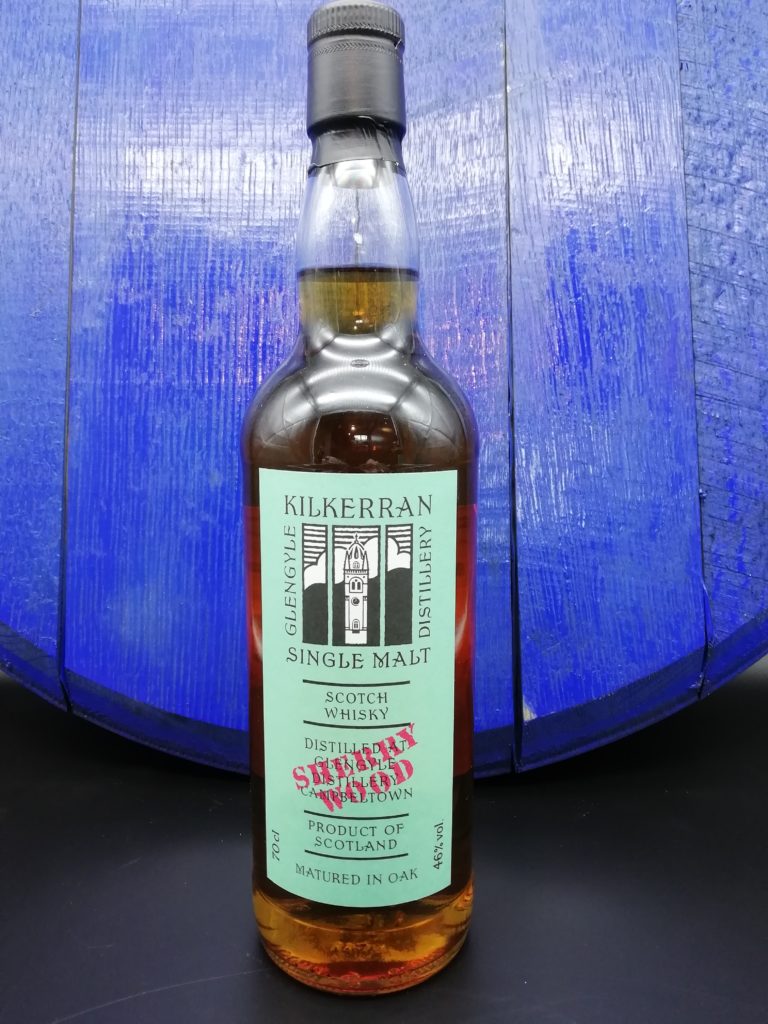 KILKERRAN
GLENGYLE
DISTILLERY
SINGLE MALT
SCOTCH
WHISKY
DISTILLED AT
GLENGYLE
DISTILLERY
CAMPBELTOWN
SHERRY
WOOD
PRODUCT OF
SCOTLAND
70cl
46% vol.
MATURED IN OAK